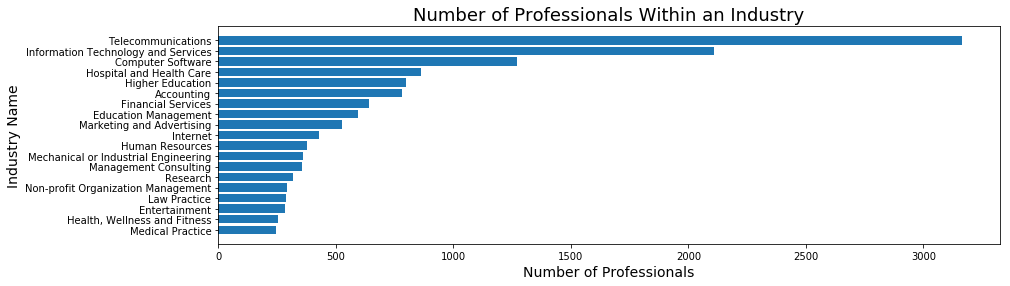 Number of Professionals Within an Industry
Industry Name
Telecommunications
Information Technology and Services
Computer Software
Hospital and Health Care
Higher Education
Accounting
Financial Services
Education Management
Marketing and Advertising
Internet
Human Resources
Mechanical or Industrial Engineering
Management Consulting
Research
Non-profit Organization Management
Law Practice
Entertainment
Health, Wellness and Fitness
Medical Practice
0 500 1000 1500 2000 2500 3000
Number of Professionals